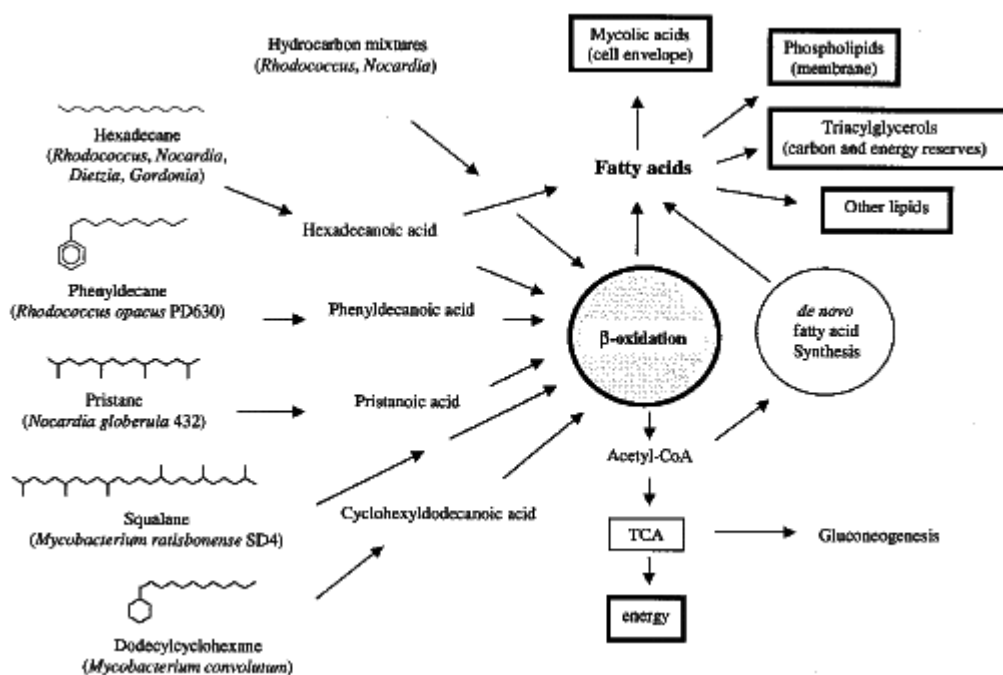 Hydrocarbon mixtures
(Rhodococcus, Nocardia)
Mycolic acids
(cell envelope)
Phospholipids
(membrane)
Hexadecane
(Rhodococcus, Nocardia,
Dietzia, Gordonia)
Triacylglycerols
(carbon and energy reserves)
Fatty acids
Other lipids
Hexadecanoic acid
Phenyldecane
(Rhodococcus opacus PD630)
Phenyldecanoic acid
β-oxidation
de novo
fatty acid
Synthesis
Pristane
(Nocardia globerula 432)
Pristanoic acid
Acetyl-CoA
Squalane
(Mycobacterium ratisbonense SD4)
Cyclohexyldodecanoic acid
TCA
Gluconeogenesis
energy
Dodecylcyclohexane
(Mycobacterium convolutum)